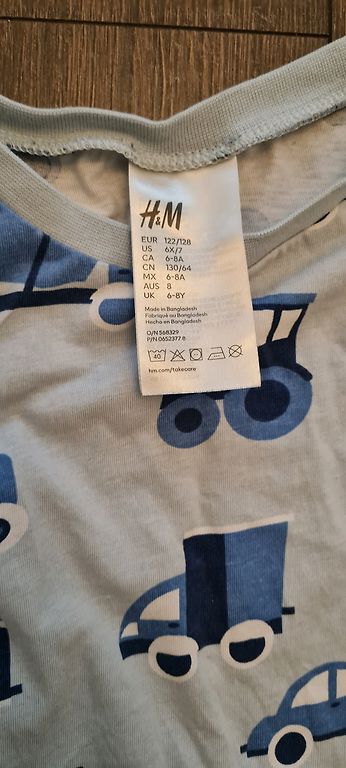 H&M
EUR 122/128
US 6X/7
CA 6-8A
CN 130/64
MX 6-8A
AUS 8
UK 6-8Y
Made in Bangladesh
Fabriqué au Bangladesh
Hecho en Bangladesh
O/N 568329
P/N 0652377 8
40
hm.com/takecare